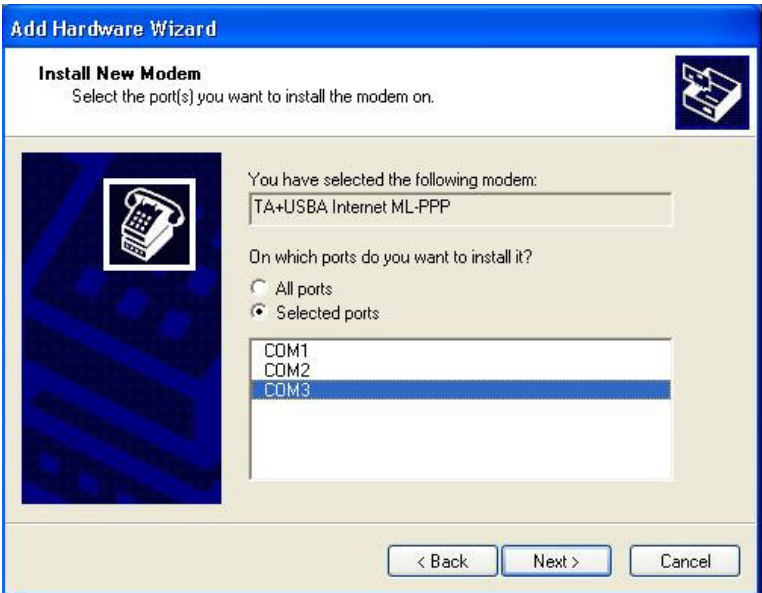 Add Hardware Wizard
Install New Modem
Select the port(s) you want to install the modem on.
You have selected the following modem:
TA+USBA Internet ML-PPP
On which ports do you want to install it?
All ports
Selected ports
COM1
COM2
COM3
< Back
Next >
Cancel